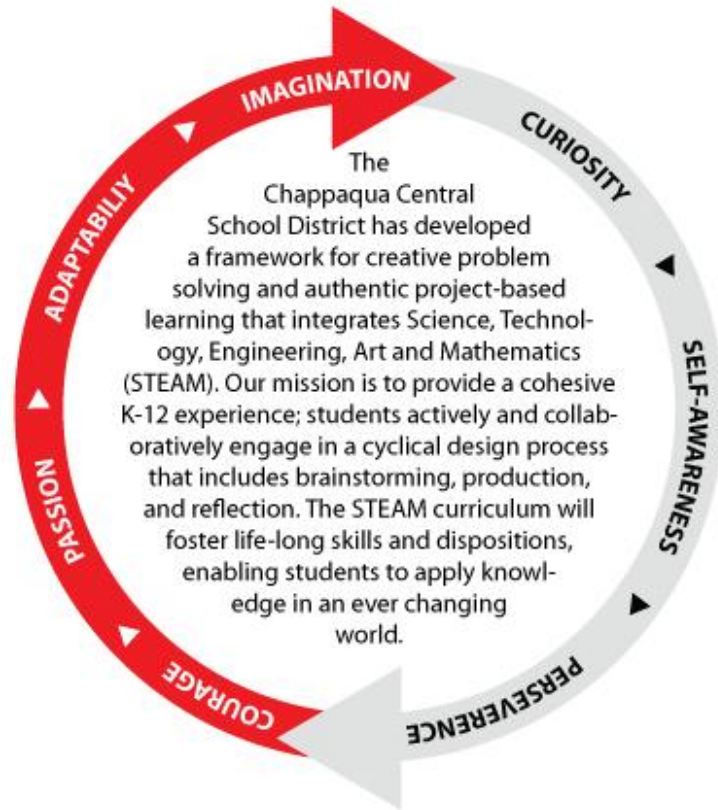 IMAGINATION
CURIOSITY
SELF-AWARENESS
PERSEVERENCE
COURAGE
PASSION
ADAPTABILIY
The
Chappaqua Central
School District has developed
a framework for creative problem
solving and authentic project-based
learning that integrates Science, Technol-
ogy, Engineering, Art and Mathematics
(STEAM). Our mission is to provide a cohesive
K-12 experience; students actively and collab-
oratively engage in a cyclical design process
that includes brainstorming, production,
and reflection. The STEAM curriculum will
foster life-long skills and dispositions,
enabling students to apply knowl-
edge in an ever changing
world.